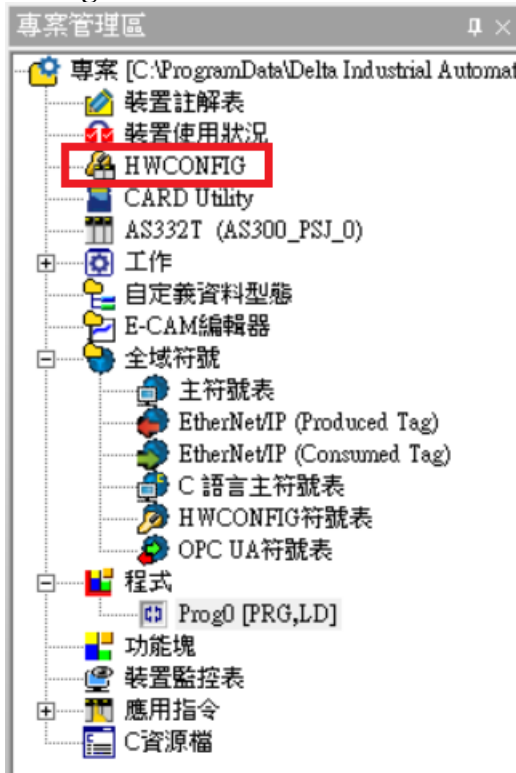 專案管理區
專案 [C:\ProgramData\Delta Industrial Automat
裝置註解表
裝置使用狀況
HWCONFIG
CARD Utility
AS332T (AS300_PSJ_0)
工作
自定義資料型態
E-CAM編輯器
全域符號
主符號表
EtherNet/IP (Produced Tag)
EtherNet/IP (Consumed Tag)
C 語言主符號表
HWCONFIG符號表
OPC UA符號表
程式
Prog0 [PRG,LD]
功能塊
裝置監控表
應用指令
C資源檔